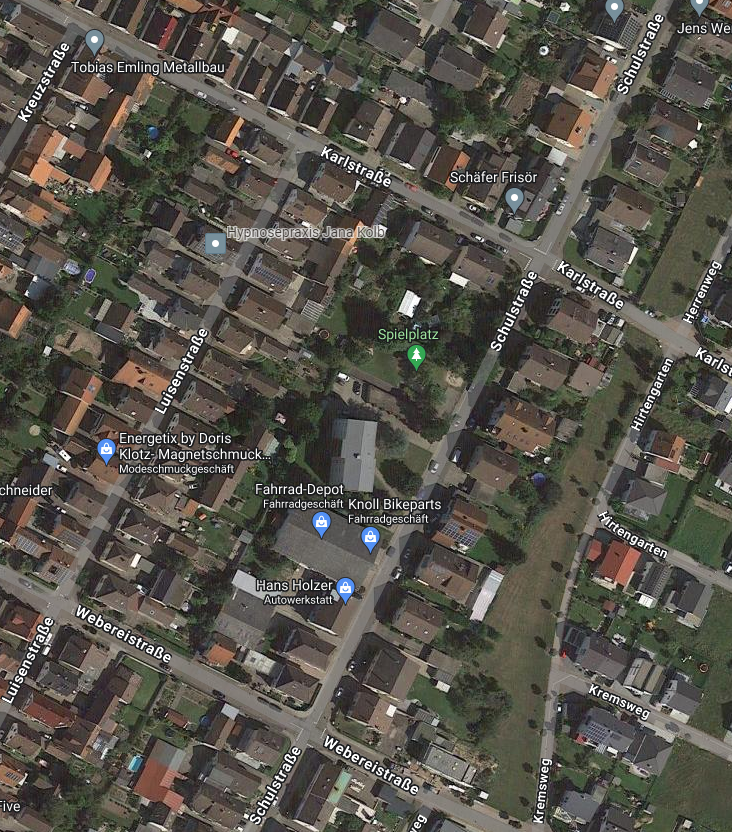 Schulstraße
Jens We
Kreuzstraße
Tobias Emling Metallbau
Karlstraße
Schäfer Frisör
Hypnosepraxis Jana Kolb
Karlstraße
Herrenweg
Schulstraße
Spielplatz
Karlst
Luisenstraße
Hirtengarten
Energetix by Doris
Klotz- Magnetschmuck...
Modeschmuckgeschäft
chneider
Fahrrad-Depot
Fahrradgeschäft
Knoll Bikeparts
Fahrradgeschäft
Hirtengarten
Hans Holzer
Autowerkstatt
Webereistraße
Luisenstraße
Kremsweg
Webereistraße
Schulstraße
Kremsweg
Five
weg